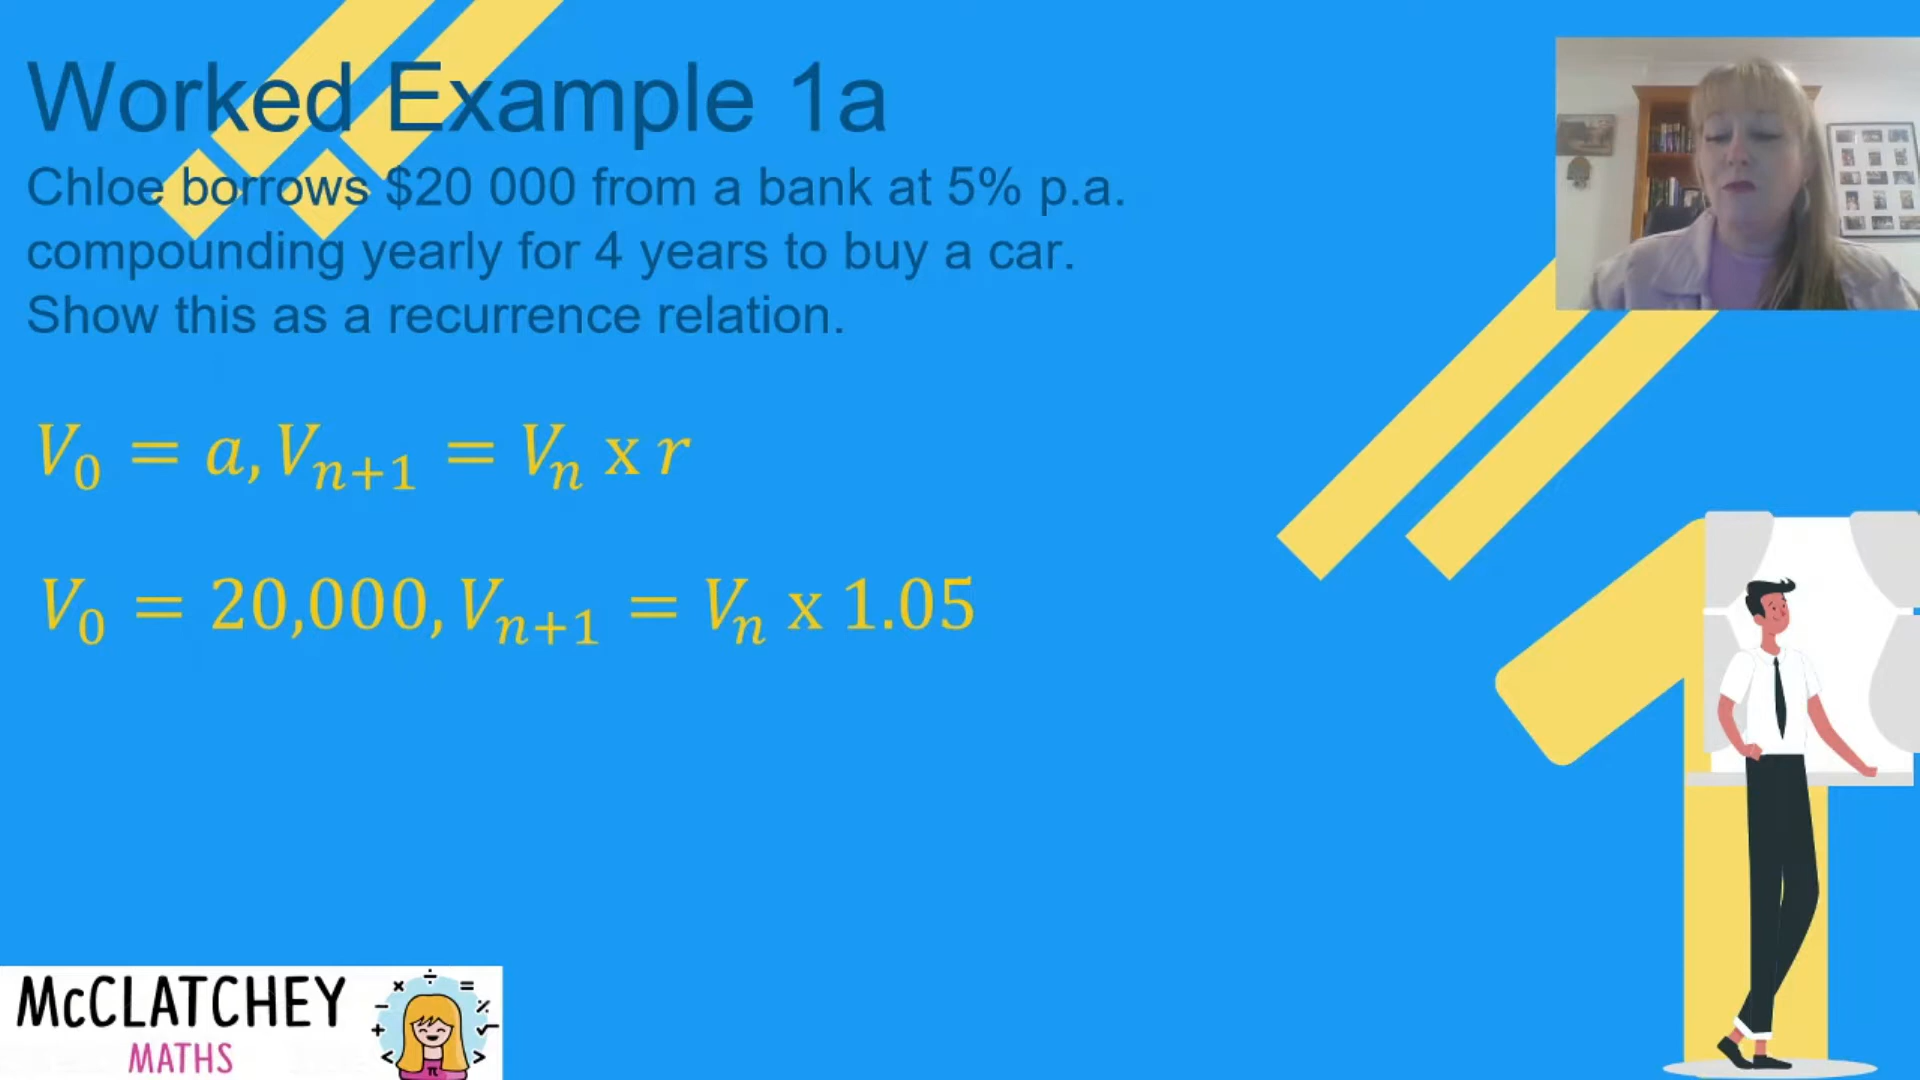 Worked Example 1a
Chloe borrows $20 000 from a bank at 5% p.a.
compounding yearly for 4 years to buy a car.
Show this as a recurrence relation.
V₀ = a, Vₙ₊₁ = Vₙ x r
V₀ = 20,000, Vₙ₊₁ = Vₙ x 1.05
McCLATCHEY
MATHS
x ÷ = − % + √ < > π